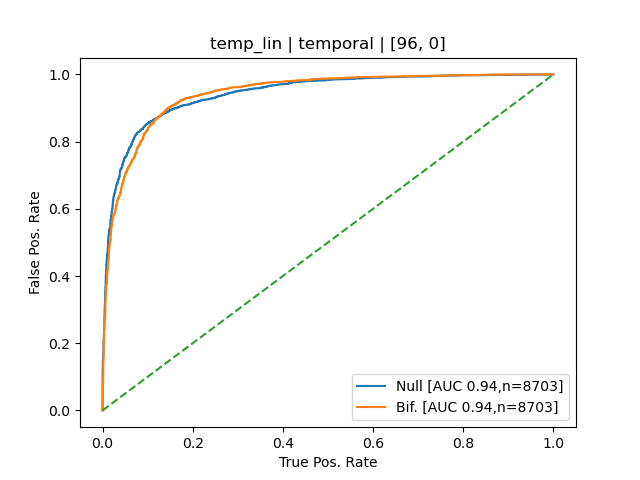 temp_lin | temporal | [96, 0]
1.0
0.8
0.6
0.4
0.2
0.0
False Pos. Rate
0.0 0.2 0.4 0.6 0.8 1.0
True Pos. Rate
Null [AUC 0.94,n=8703]
Bif. [AUC 0.94,n=8703]